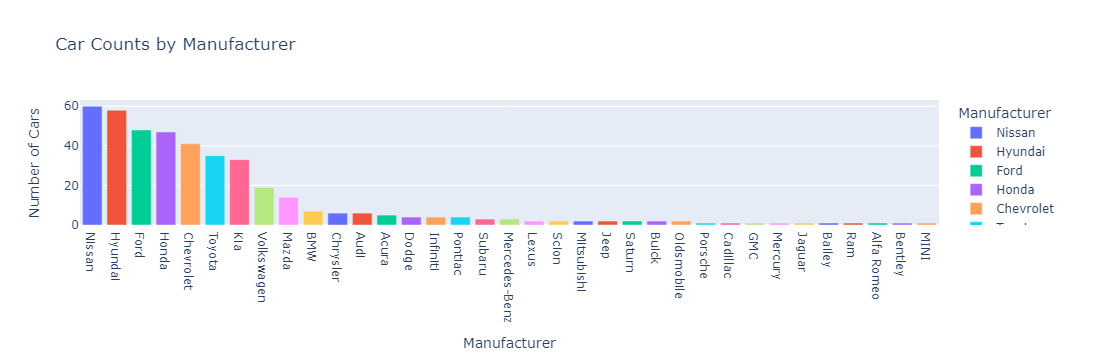 Car Counts by Manufacturer
Number of Cars
60
40
20
0
Nissan
Hyundai
Ford
Honda
Chevrolet
Toyota
Kia
Volkswagen
Mazda
BMW
Chrysler
Audi
Acura
Dodge
Infiniti
Pontiac
Subaru
Mercedes-Benz
Lexus
Scion
Mitsubishi
Jeep
Saturn
Buick
Oldsmobile
Porsche
Cadillac
GMC
Mercury
Jaguar
Bailey
Ram
Alfa Romeo
Bentley
MINI
Manufacturer
Manufacturer
Nissan
Hyundai
Ford
Honda
Chevrolet